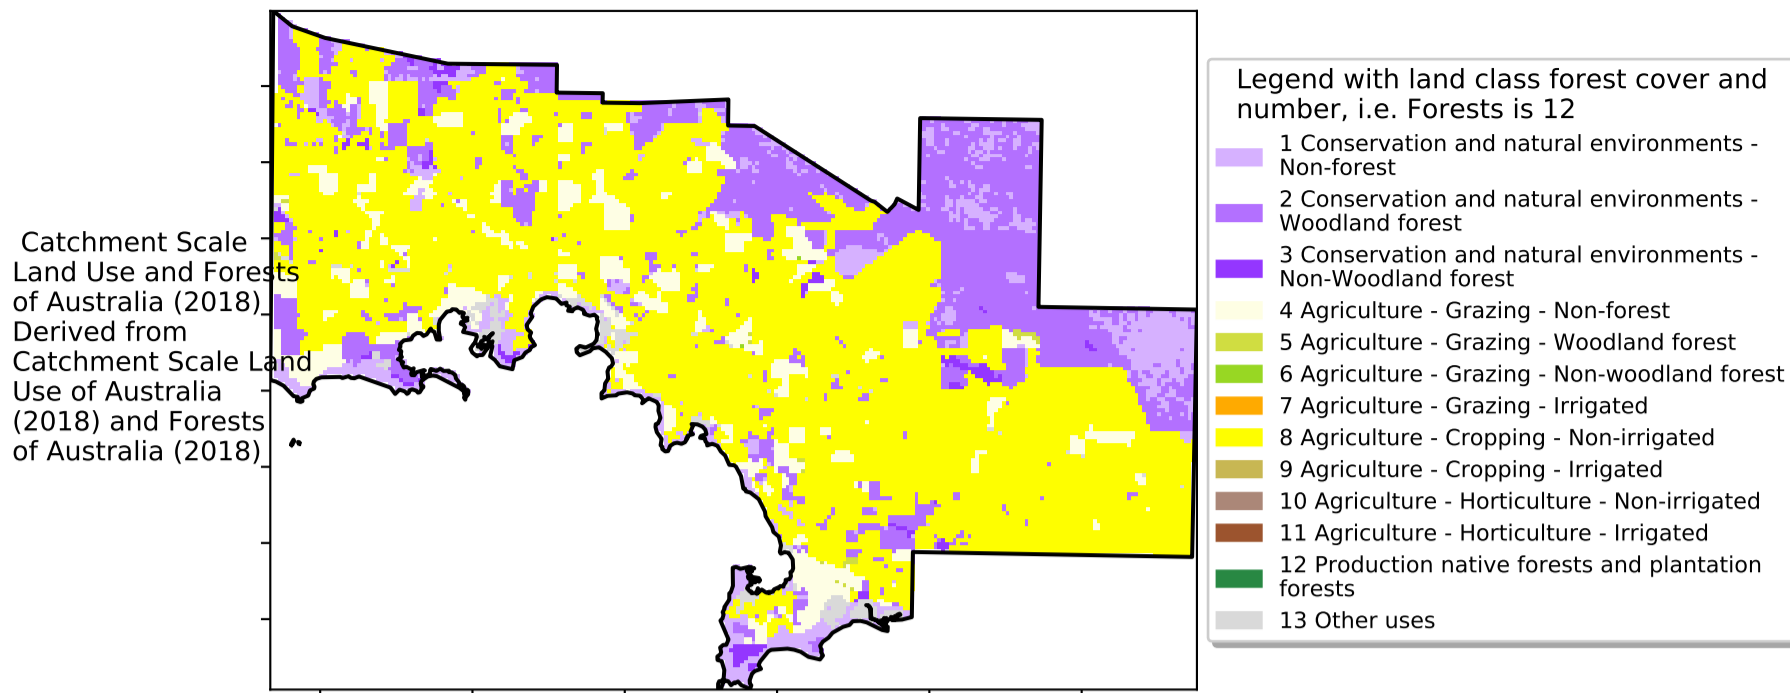 Catchment Scale
Land Use and Forests
of Australia (2018)
Derived from
Catchment Scale Land
Use of Australia
(2018) and Forests
of Australia (2018)
Legend with land class forest cover and
number, i.e. Forests is 12
1 Conservation and natural environments -
Non-forest
2 Conservation and natural environments -
Woodland forest
3 Conservation and natural environments -
Non-Woodland forest
4 Agriculture - Grazing - Non-forest
5 Agriculture - Grazing - Woodland forest
6 Agriculture - Grazing - Non-woodland forest
7 Agriculture - Grazing - Irrigated
8 Agriculture - Cropping - Non-irrigated
9 Agriculture - Cropping - Irrigated
10 Agriculture - Horticulture - Non-irrigated
11 Agriculture - Horticulture - Irrigated
12 Production native forests and plantation
forests
13 Other uses